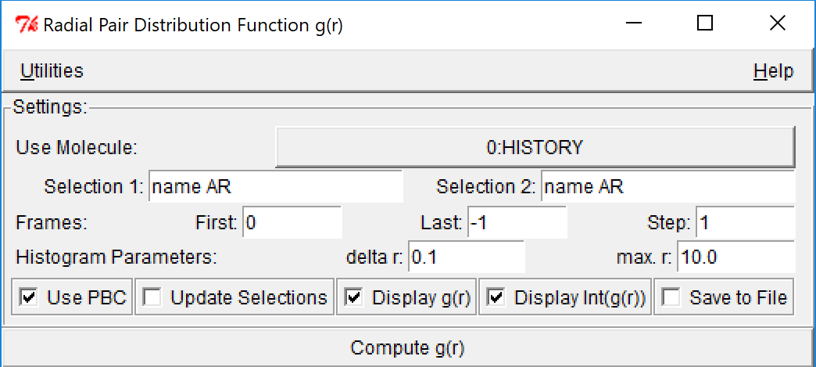 Radial Pair Distribution Function g(r)
Utilities Help
Settings:
Use Molecule: 0:HISTORY
Selection 1: name AR Selection 2: name AR
Frames: First: 0 Last: -1 Step: 1
Histogram Parameters: delta r: 0.1 max. r: 10.0
Use PBC Update Selections Display g(r) Display Int(g(r)) Save to File
Compute g(r)